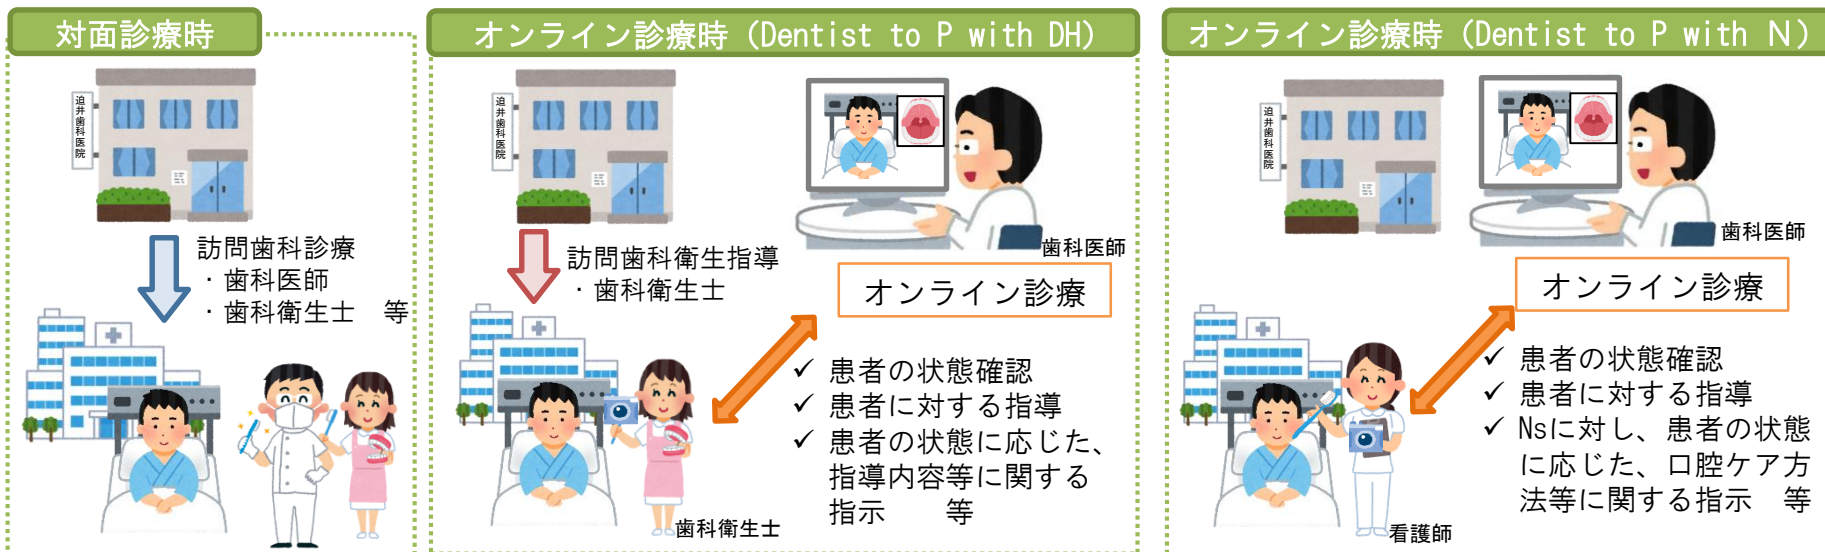 対面診療時
迫井歯科医院
訪問歯科診療
・歯科医師
・歯科衛生士　等
オンライン診療時（Dentist to P with DH）
迫井歯科医院
歯科医師
訪問歯科衛生指導
・歯科衛生士
オンライン診療
✓ 患者の状態確認
✓ 患者に対する指導
✓ 患者の状態に応じた、
指導内容等に関する
指示　　等
歯科衛生士
オンライン診療時（Dentist to P with Ｎ）
迫井歯科医院
歯科医師
オンライン診療
✓ 患者の状態確認
✓ 患者に対する指導
✓ Nsに対し、患者の状態
に応じた、口腔ケア方
法等に関する指示　等
看護師